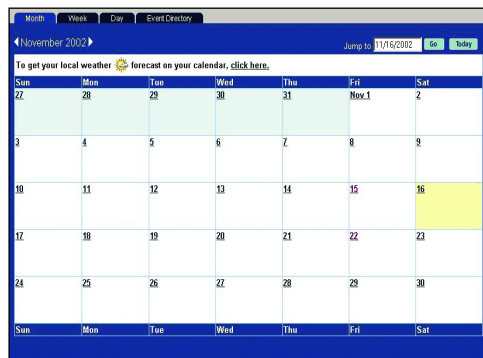 Month Week Day Event Directory
November 2002 Jump to 11/16/2002 Go Today
To get your local weather forecast on your calendar, click here.
Sun Mon Tue Wed Thu Fri Sat
27 28 29 30 31 Nov 1 2
3 4 5 6 7 8 9
10 11 12 13 14 15 16
17 18 19 20 21 22 23
24 25 26 27 28 29 30
Sun Mon Tue Wed Thu Fri Sat